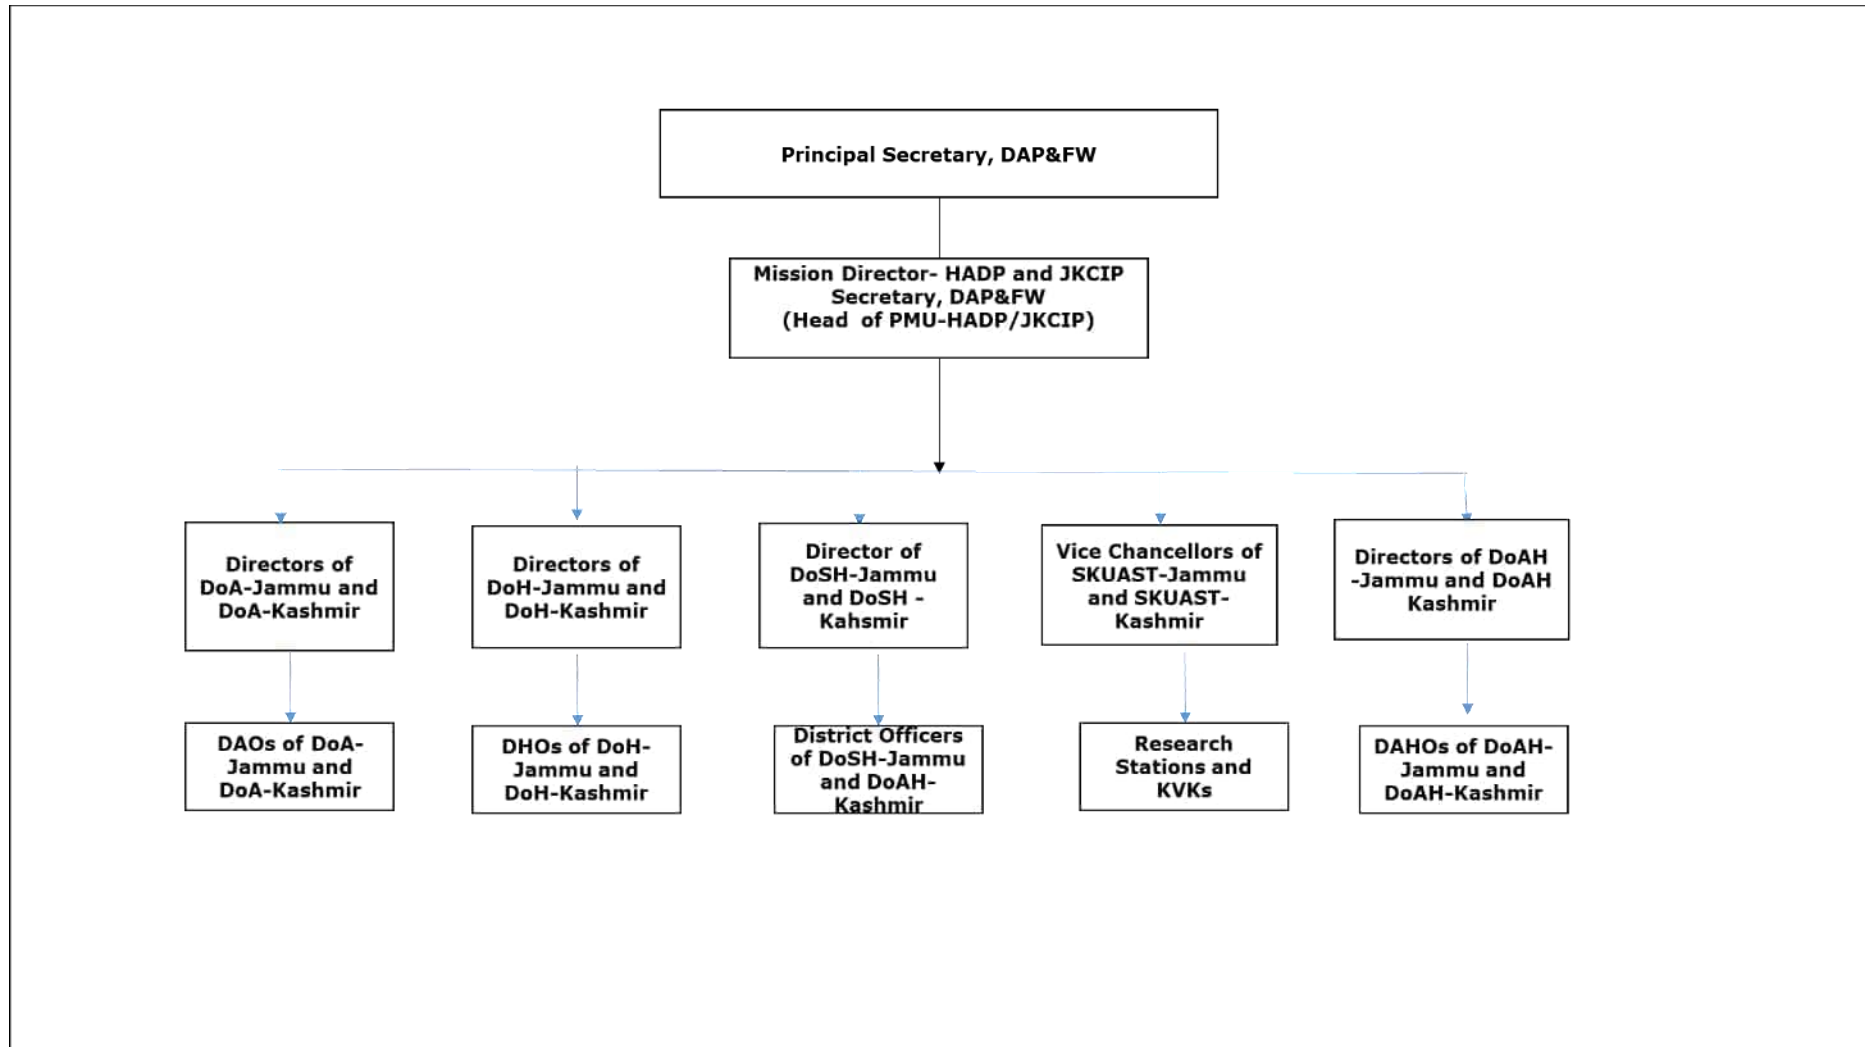 Principal Secretary, DAP&FW
Mission Director- HADP and JKCIP
Secretary, DAP&FW
(Head of PMU-HADP/JKCIP)
Directors of
DoA-Jammu and
DoA-Kashmir
Directors of
DoH-Jammu and
DoH-Kashmir
Director of
DoSH-Jammu
and DoSH -
Kahsmir
Vice Chancellors of
SKUAST-Jammu
and SKUAST-
Kashmir
Directors of DoAH
-Jammu and DoAH
Kashmir
DAOs of DoA-
Jammu and
DoA-Kashmir
DHOs of DoH-
Jammu and
DoH-Kashmir
District Officers
of DoSH-Jammu
and DoAH-
Kashmir
Research
Stations and
KVKs
DAHOs of DoAH-
Jammu and
DoAH-Kashmir